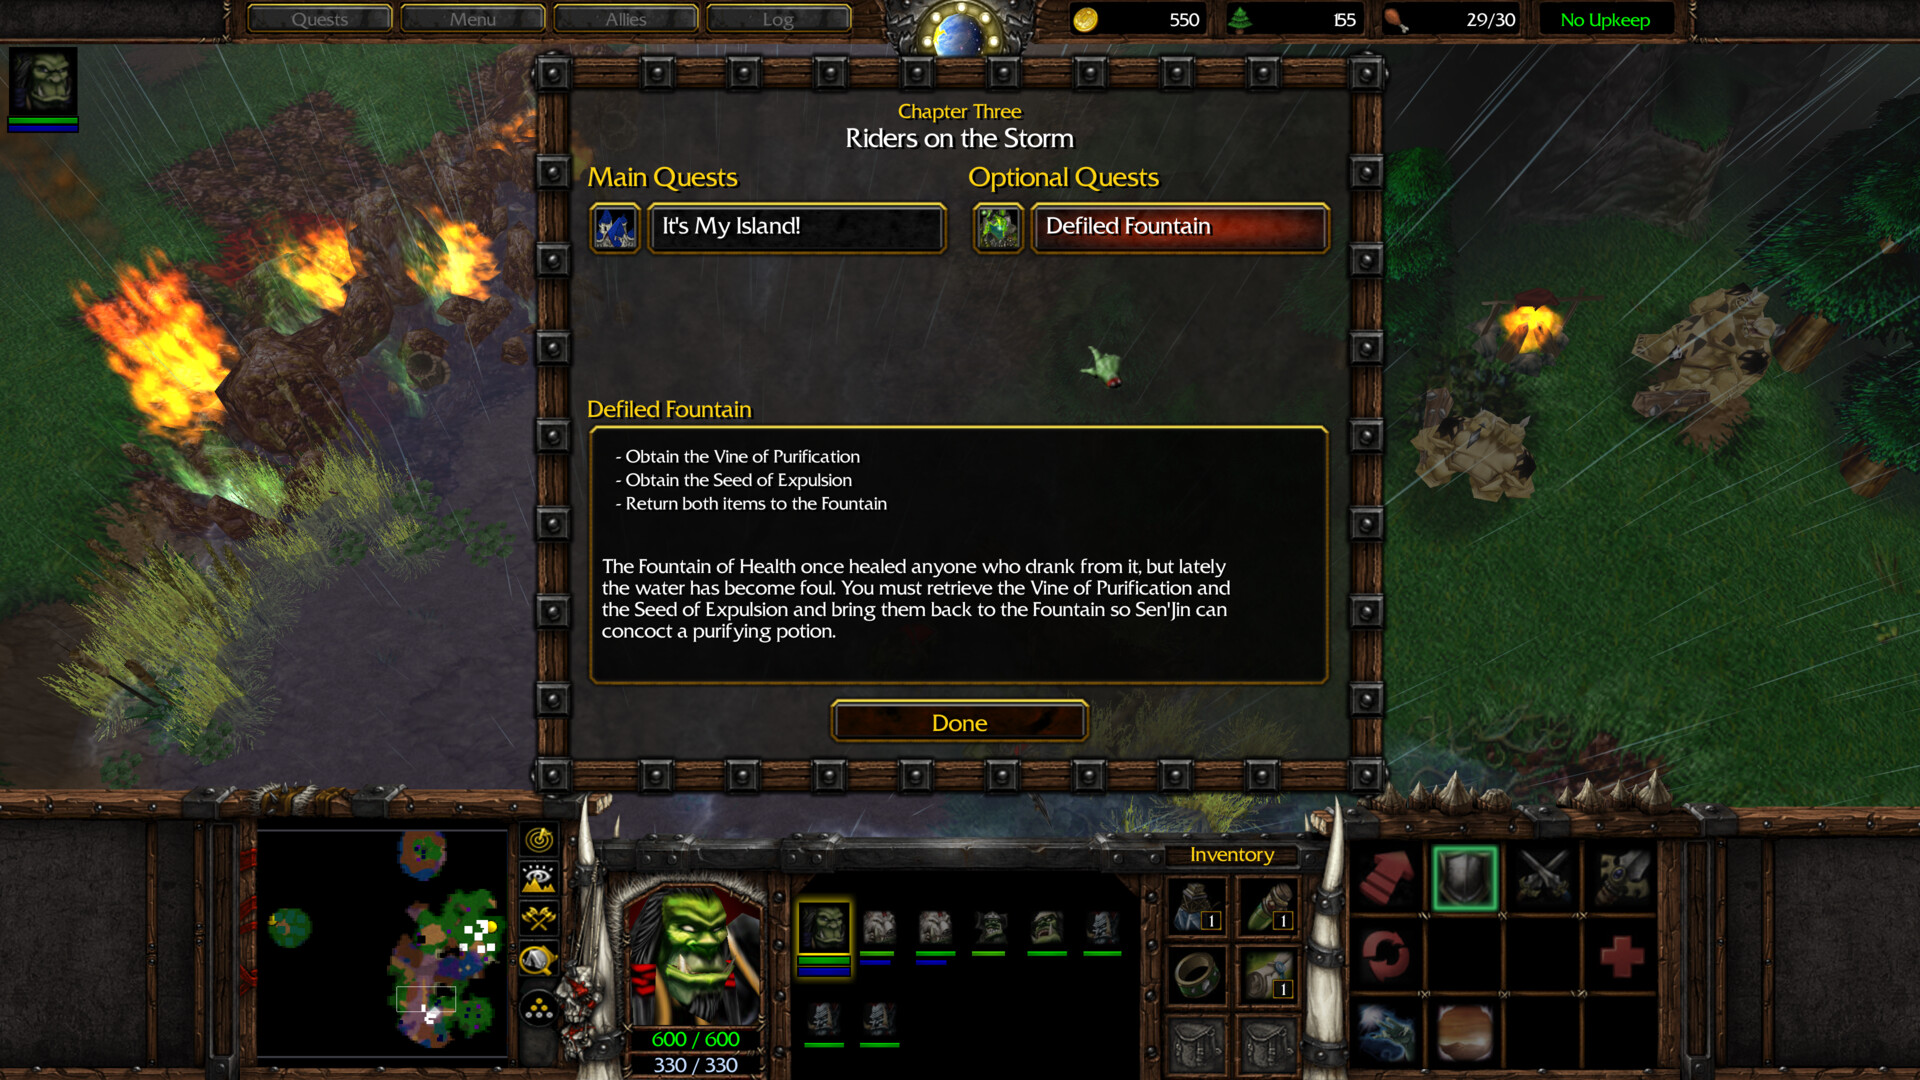 Quests Menu Allies Log 550 155 29/30 No Upkeep
Chapter Three
Riders on the Storm
Main Quests Optional Quests
It's My Island! Defiled Fountain
Defiled Fountain
- Obtain the Vine of Purification
- Obtain the Seed of Expulsion
- Return both items to the Fountain
The Fountain of Health once healed anyone who drank from it, but lately
the water has become foul. You must retrieve the Vine of Purification and
the Seed of Expulsion and bring them back to the Fountain so Sen'Jin can
concoct a purifying potion.
Done
Inventory
1 1
1
600 / 600
330 / 330